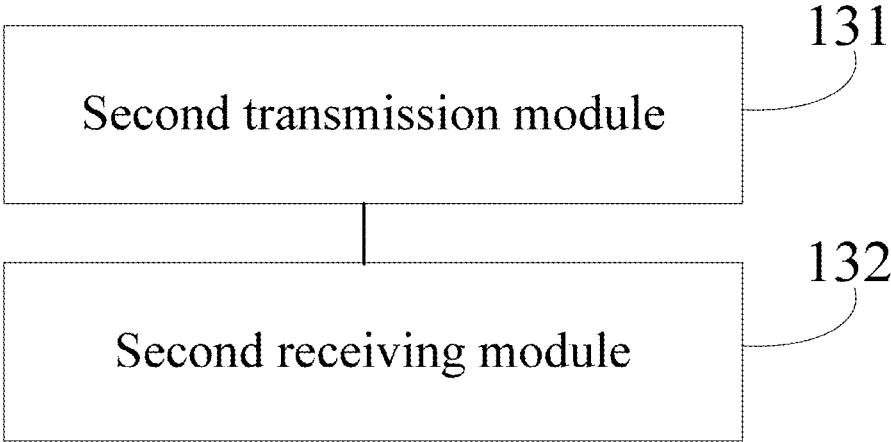 131
Second transmission module
132
Second receiving module